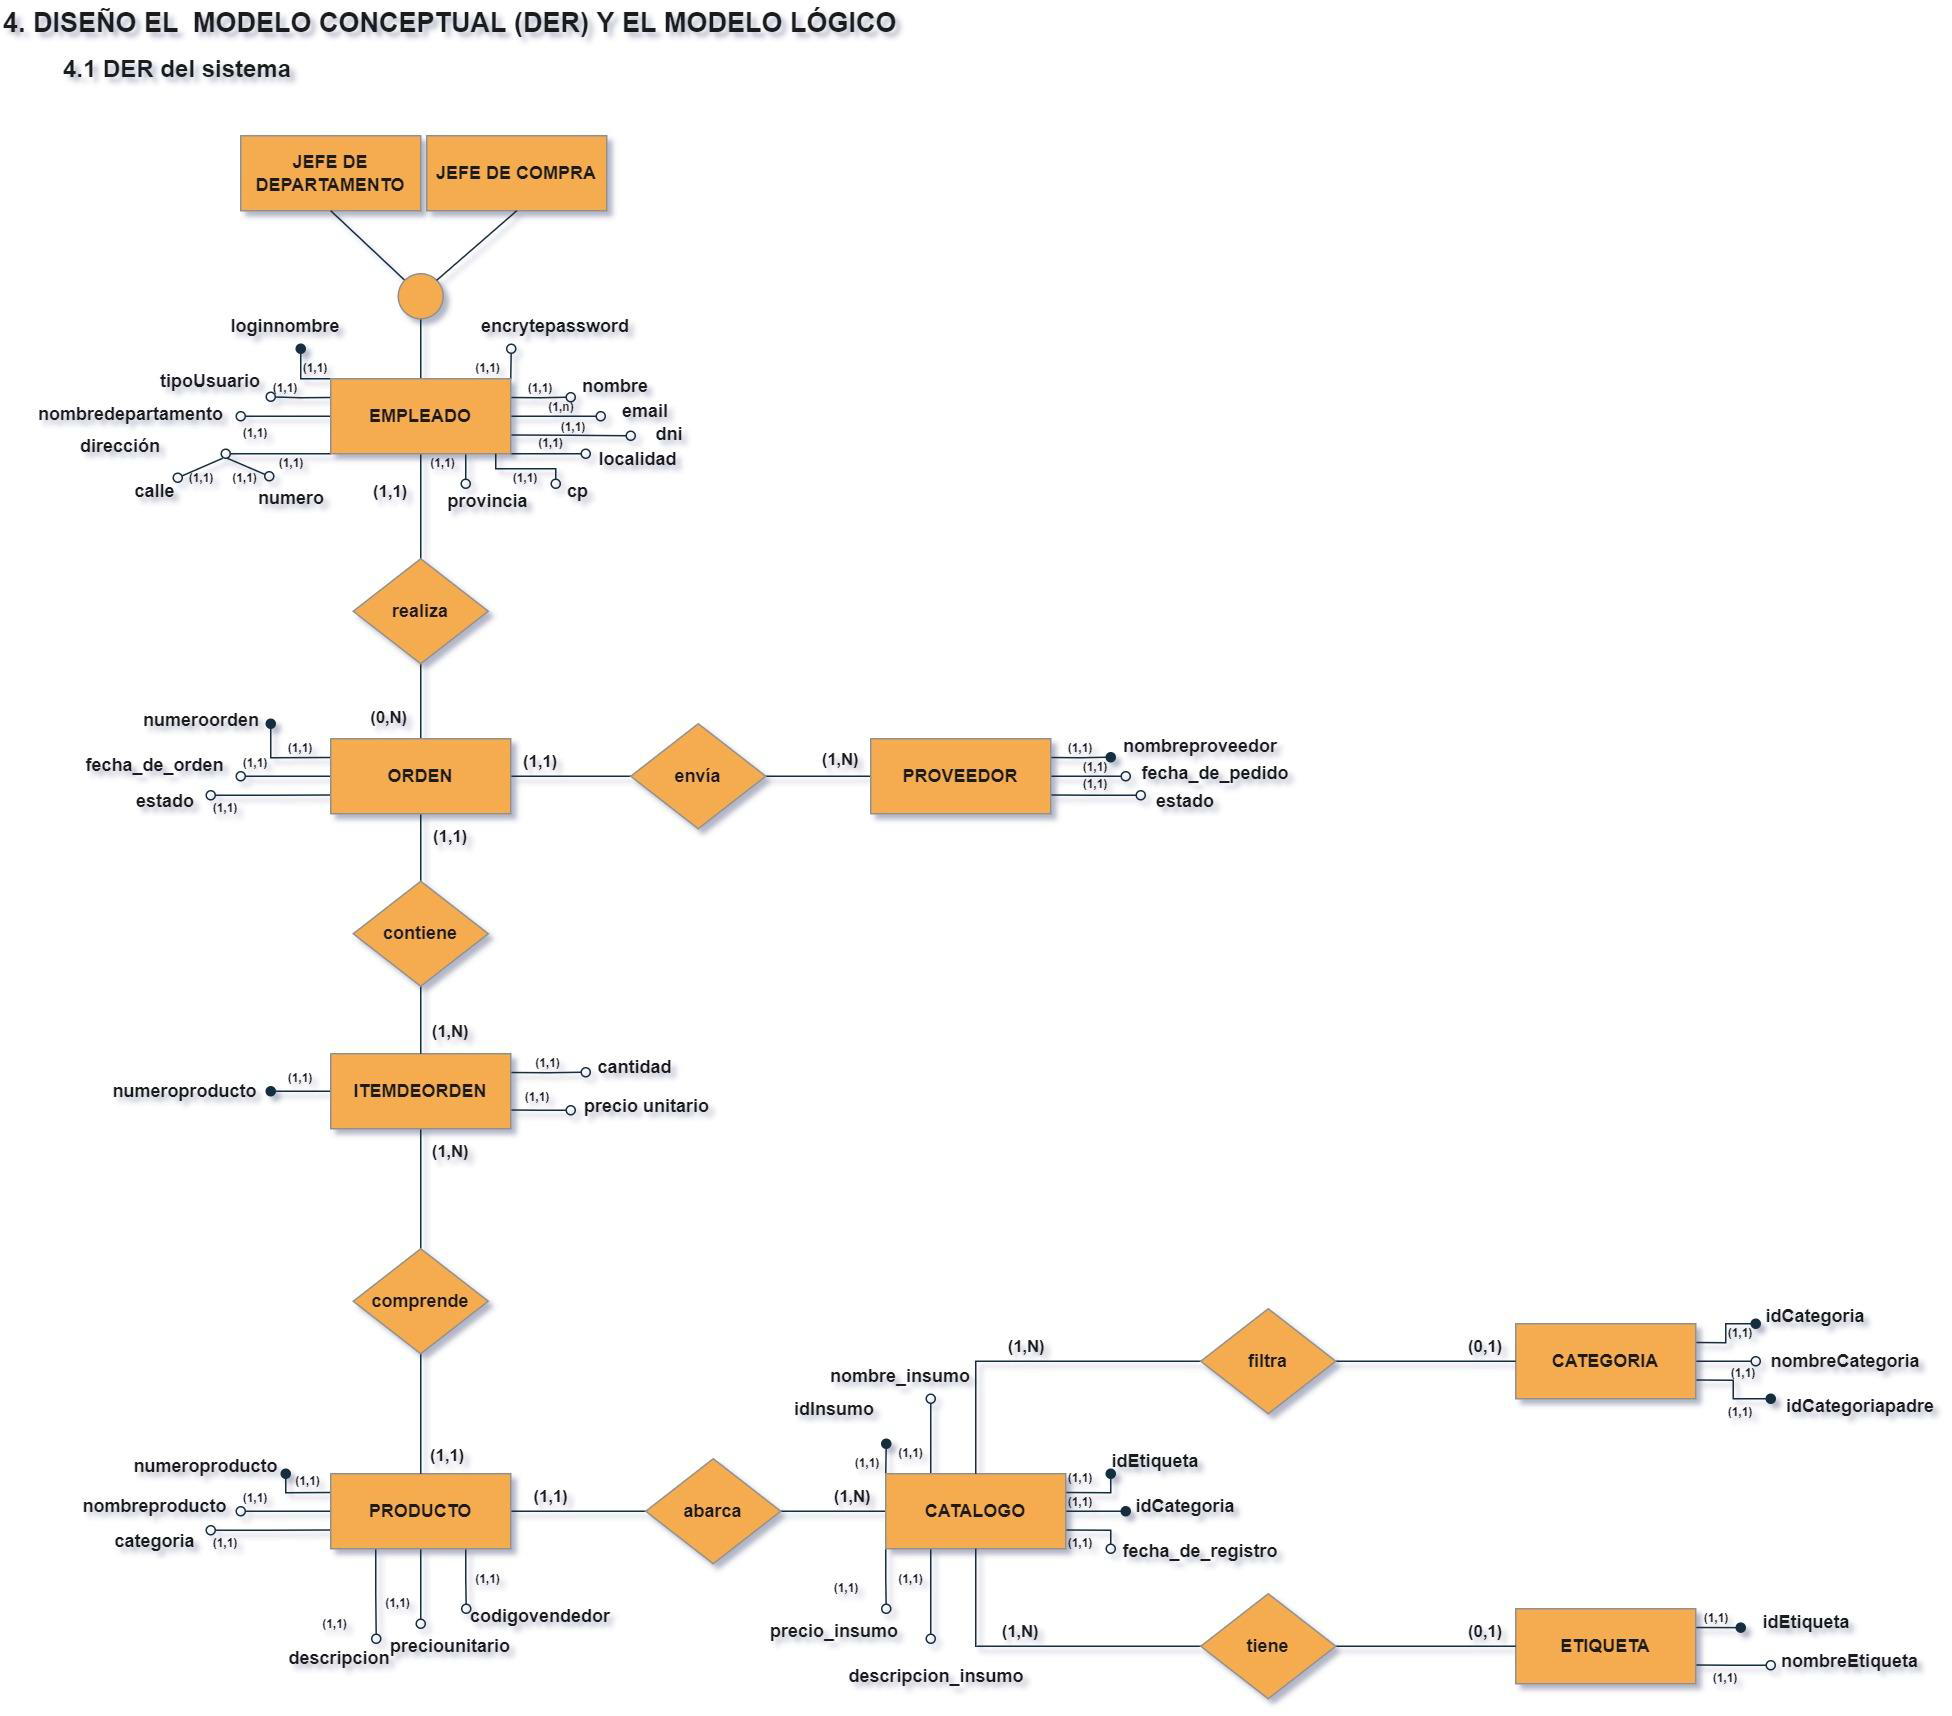 4. DISEÑO EL  MODELO CONCEPTUAL (DER) Y EL MODELO LÓGICO
4.1 DER del sistema
JEFE DE
DEPARTAMENTO
JEFE DE COMPRA
loginnombre
encrytepassword
(1,1)
(1,1)
tipoUsuario
(1,1)
(1,1)
nombre
nombredepartamento
EMPLEADO
(1,n)
email
(1,1)
(1,1)
dni
dirección
(1,1)
localidad
(1,1)
(1,1)
calle
(1,1)
(1,1)
numero
(1,1)
provincia
(1,1)
cp
realiza
(0,N)
numeroorden
(1,1)
fecha_de_orden
(1,1)
estado
(1,1)
ORDEN
(1,1)
envía
(1,N)
PROVEEDOR
(1,1)
nombreproveedor
(1,1)
fecha_de_pedido
(1,1)
estado
(1,1)
contiene
(1,N)
numeroproducto
(1,1)
ITEMDEORDEN
(1,1)
cantidad
(1,1)
precio unitario
(1,N)
comprende
(1,1)
numeroproducto
(1,1)
nombreproducto
(1,1)
categoria
(1,1)
PRODUCTO
(1,1)
descripcion
(1,1)
preciounitario
(1,1)
codigovendedor
(1,1)
abarca
(1,N)
nombre_insumo
idInsumo
(1,1)
(1,1)
CATALOGO
(1,1)
idEtiqueta
(1,1)
idCategoria
(1,1)
fecha_de_registro
(1,1)
(1,1)
precio_insumo
descripcion_insumo
(1,N)
filtra
(0,1)
CATEGORIA
idCategoria
(1,1)
nombreCategoria
(1,1)
idCategoriapadre
(1,1)
(1,N)
tiene
(0,1)
ETIQUETA
(1,1)
idEtiqueta
nombreEtiqueta
(1,1)